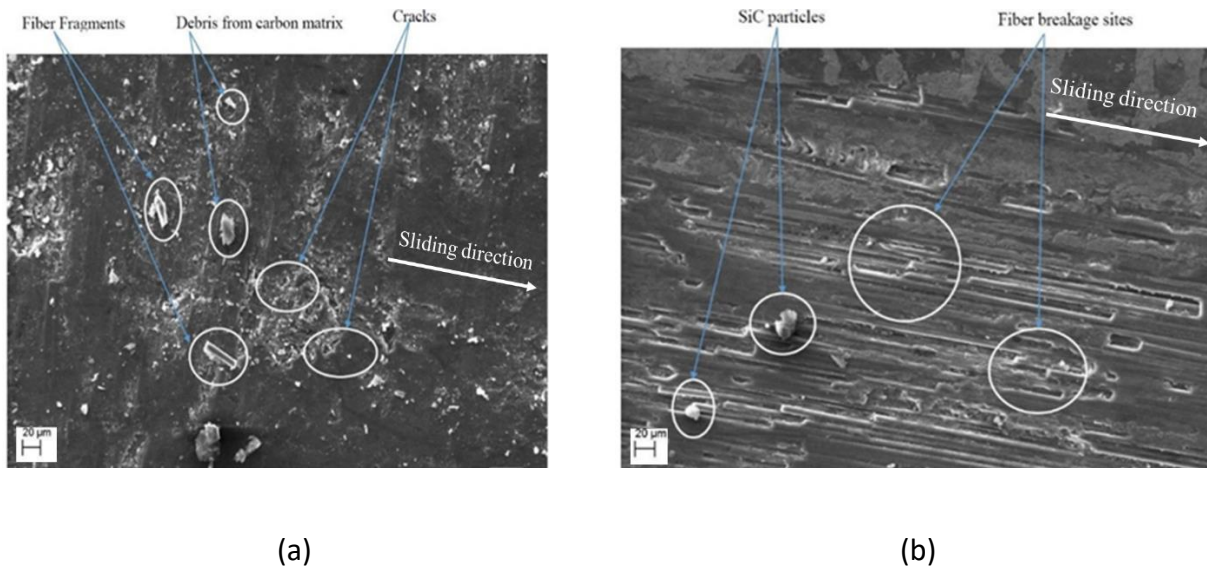 Fiber Fragments
Debris from carbon matrix
Cracks
Sliding direction
20 µm
(a)
SiC particles
Fiber breakage sites
Sliding direction
20 µm
(b)